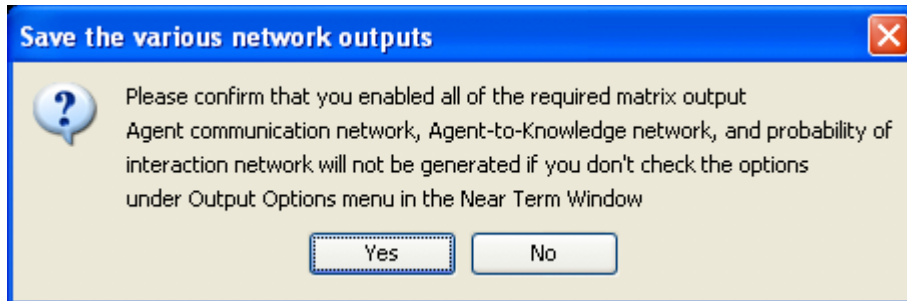 Save the various network outputs
Please confirm that you enabled all of the required matrix output
Agent communication network, Agent-to-Knowledge network, and probability of
interaction network will not be generated if you don't check the options
under Output Options menu in the Near Term Window
Yes No